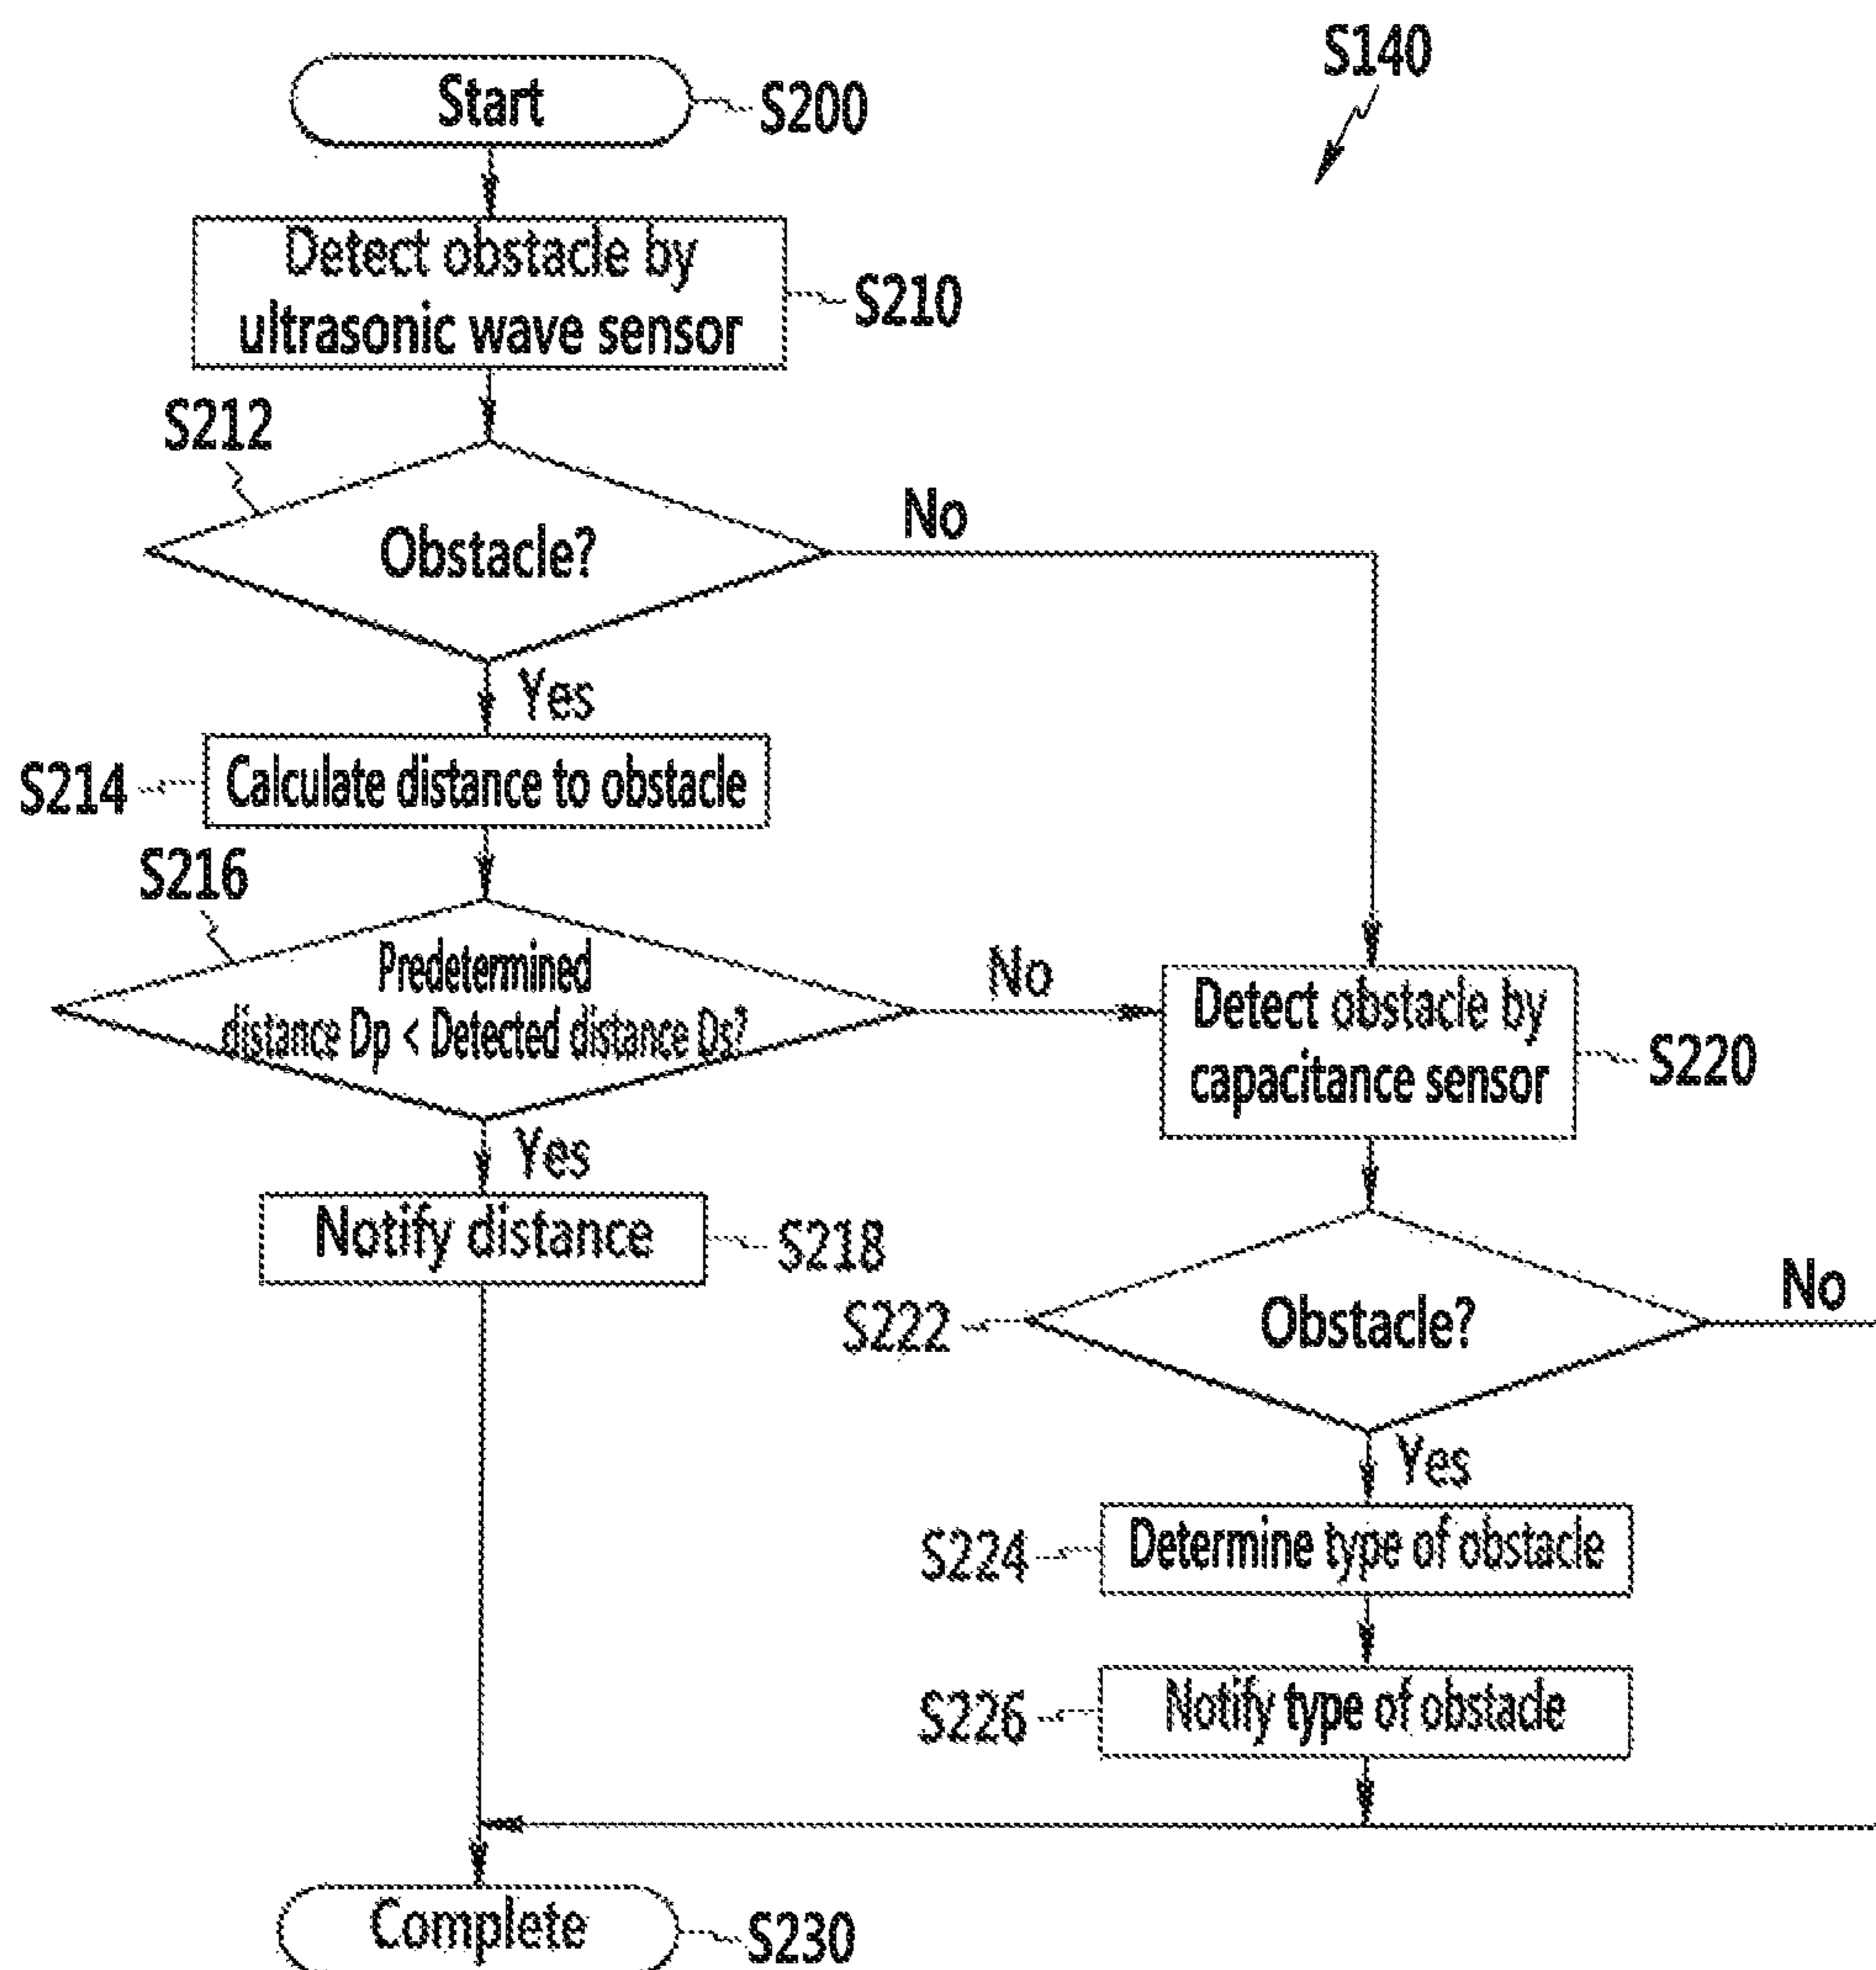 S140
Start
S200
Detect obstacle by
ultrasonic wave sensor
S210
S212
Obstacle?
No
Yes
S214
Calculate distance to obstacle
S216
Predetermined
distance Dp < Detected distance Ds?
No
Yes
Detect obstacle by
capacitance sensor
S220
Notify distance
S218
S222
Obstacle?
No
Yes
S224
Determine type of obstacle
S226
Notify type of obstacle
Complete
S230